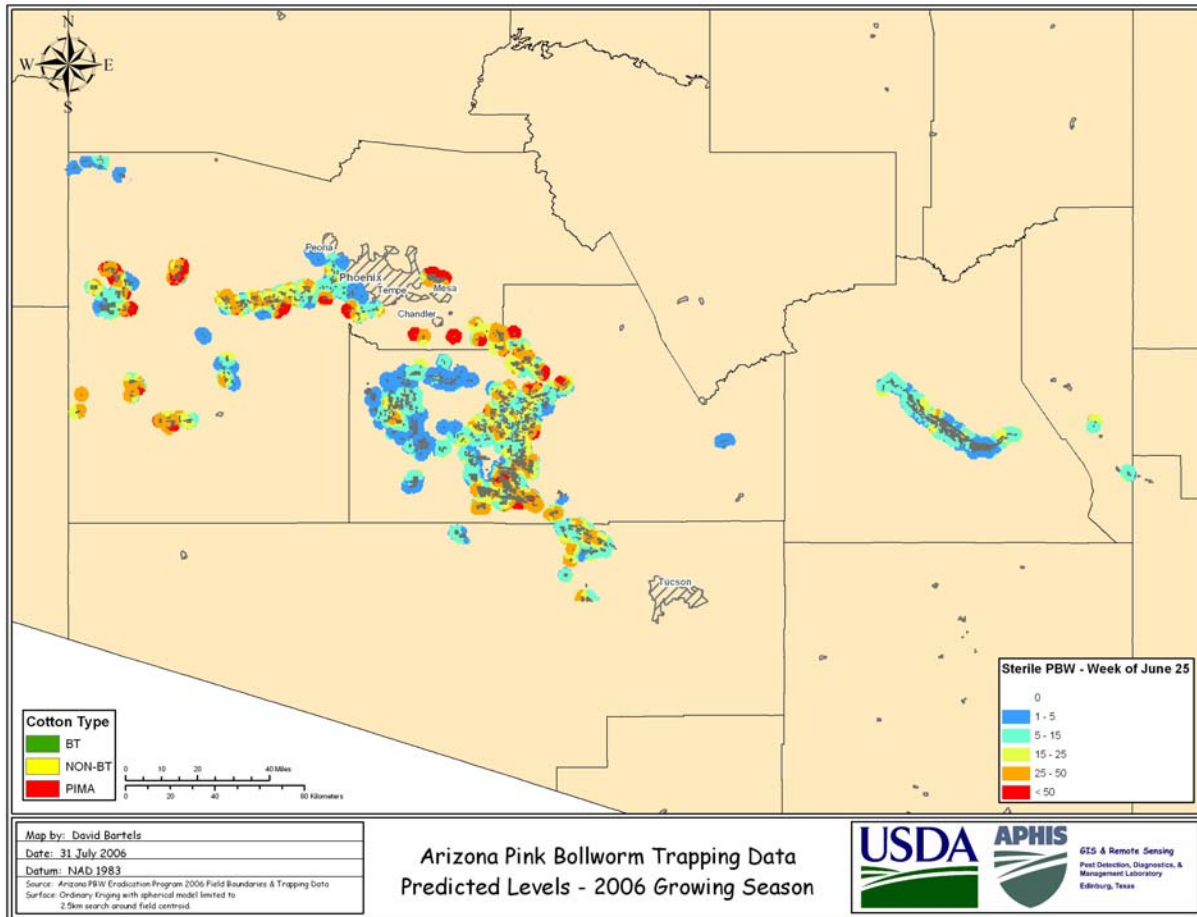 N
W E
S
Peoria
Phoenix
Tempe
Mesa
Chandler
Tucson
Sterile PBW - Week of June 25
0
1 - 5
5 - 15
15 - 25
25 - 50
< 50
Cotton Type
BT
NON-BT
PIMA
0 10 20 40 Miles
0 20 40 80 Kilometers
Map by: David Bartels
Date: 31 July 2006
Datum: NAD 1983
Source: Arizona PBW Eradication Program 2006 Field Boundaries & Trapping Data
Surface: Ordinary Kriging with spherical model limited to
2.5km search around field centroid.
Arizona Pink Bollworm Trapping Data
Predicted Levels - 2006 Growing Season
USDA
APHIS
GIS & Remote Sensing
Pest Detection, Diagnostics, &
Management Laboratory
Edinburg, Texas